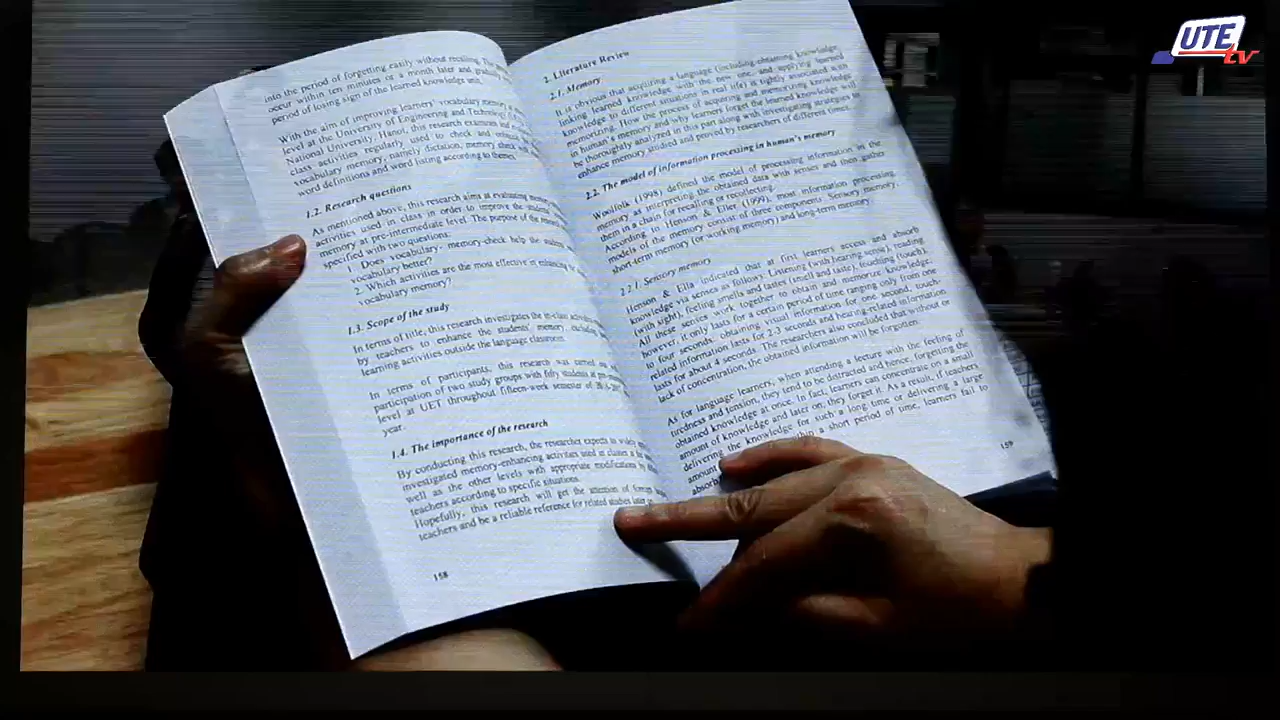 into the period of forgetting easily without
occur within ten minutes or a month later and
period of losing sign of the learned knowledge
With the aim of improving learners' vocabulary memory
level at the University of Engineering and Technology
National University, Hanoi, this research examines the
class activities regularly used to check and
vocabulary memory, namely dictation, memory check
word definitions and word listing according to themes.
1.2. Research questions
As mentioned above, this research aims at evaluating memory
activities used in class in order to improve the students'
memory at pre-intermediate level. The purpose of the
specified with two questions:
1. Does vocabulary- memory-check help the students
vocabulary better?
2. Which activities are the most effective in enhancing
vocabulary memory?
1.3. Scope of the study
In terms of title, this research investigates the in-class activities
by teachers to enhance the students' memory,
learning activities outside the language classroom.
In terms of participants, this research was carried out
participation of two study groups with fifty students at
level at UET throughout fifteen-week semester of
year.
1.4. The importance of the research
By conducting this research, the researcher expects to
investigated memory-enhancing activities used in classes
well as the other levels with appropriate modifications by
teachers according to specific situations.
Hopefully, this research will get the attention of
teachers and be a reliable reference for related studies later
158
2. Literature Review
2.1. Memory
It is obvious that acquiring a language (including obtaining knowledge,
linking learned knowledge with the new one, and applying learned
knowledge to different situations in real life) is tightly associated with
memorizing. How the process of acquiring and memorizing knowledge
in human's memory and why learners forget the learned knowledge will
be thoroughly analyzed in this part along with investigating strategies to
enhance memory studied and proved by researchers of different
2.2. The model of information processing in human's memory
Woolfolk (1998) defined the model of processing information in the
memory as interpreting the obtained data with senses and then gather
them in a chain for recalling or recollecting.
According to Henson & Eller (1999), most information processing
models of the memory consist of three components: Sensory memory,
short-term memory (or working memory) and long-term memory
2.2.1. Sensory memory
Henson & Ella indicated that at first learners access and absorb
knowledge via senses as follows: Listening (with hearing sense), reading
(with sight), feeling smells and tastes (smell and taste), touching (touch)
All these senses work together to obtain and memorize knowledge;
however, it only lasts for a certain period of time ranging only from one
to four seconds: obtaining visual information for one second, touch-
related information lasts for 2-3 seconds and hearing-related information
lasts for about 4 seconds. The researchers also concluded that without or
lack of concentration, the obtained information will be forgotten.
As for language learners, when attending a lecture with the feeling of
tiredness and tension, they tend to be distracted and hence, forgetting the
obtained knowledge at once. In fact, learners can concentrate on a small
amount of knowledge and later on, they forget it. As a result, if teachers
delivering the knowledge for such a long time or delivering a large
amount within a short period of time, learners fail to
absorb
159
UTE
tv